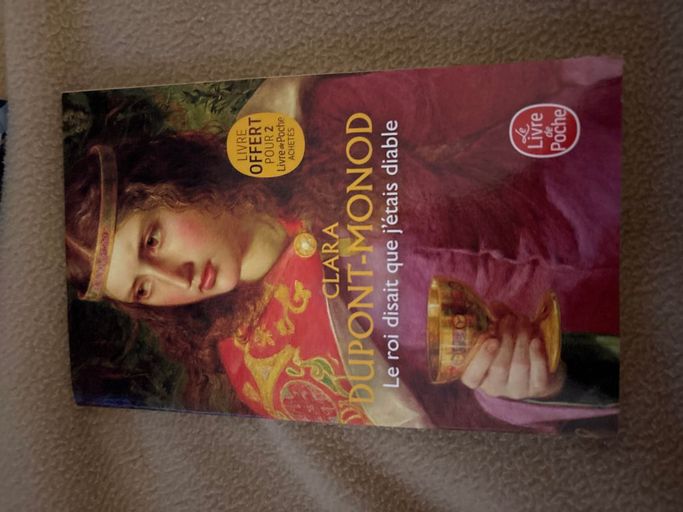 LIVRE
OFFERT
POUR 2
Livre de Poche
ACHETÉS
Le
Livre
de
Poche
CLARA
DUPONT-MONOD
Le roi disait que j'étais diable